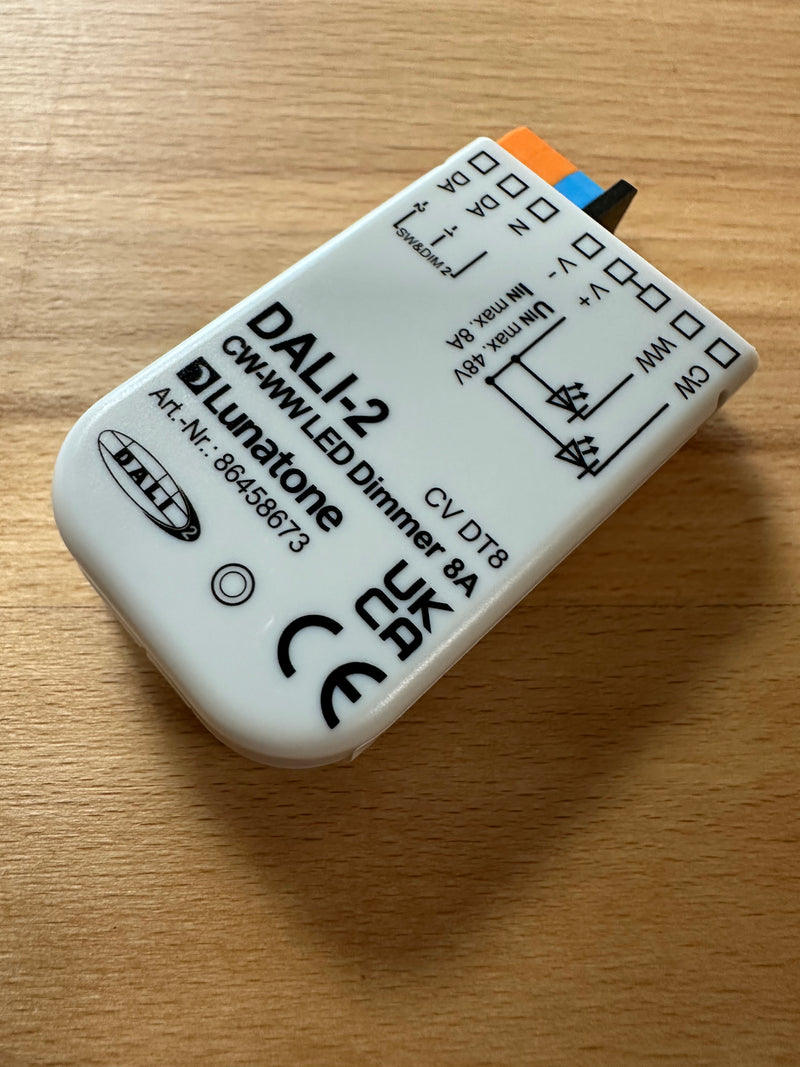 DALI-2
CW-WW LED Dimmer 8A
Lunatone
CV DT8
Art.-Nr.: 86458673
DALI
2
UK
CA
CE
DA
DA
N
V -
V +
WW
CW
~
SW&DIM 2
UIN max. 48V
IIN max. 8A